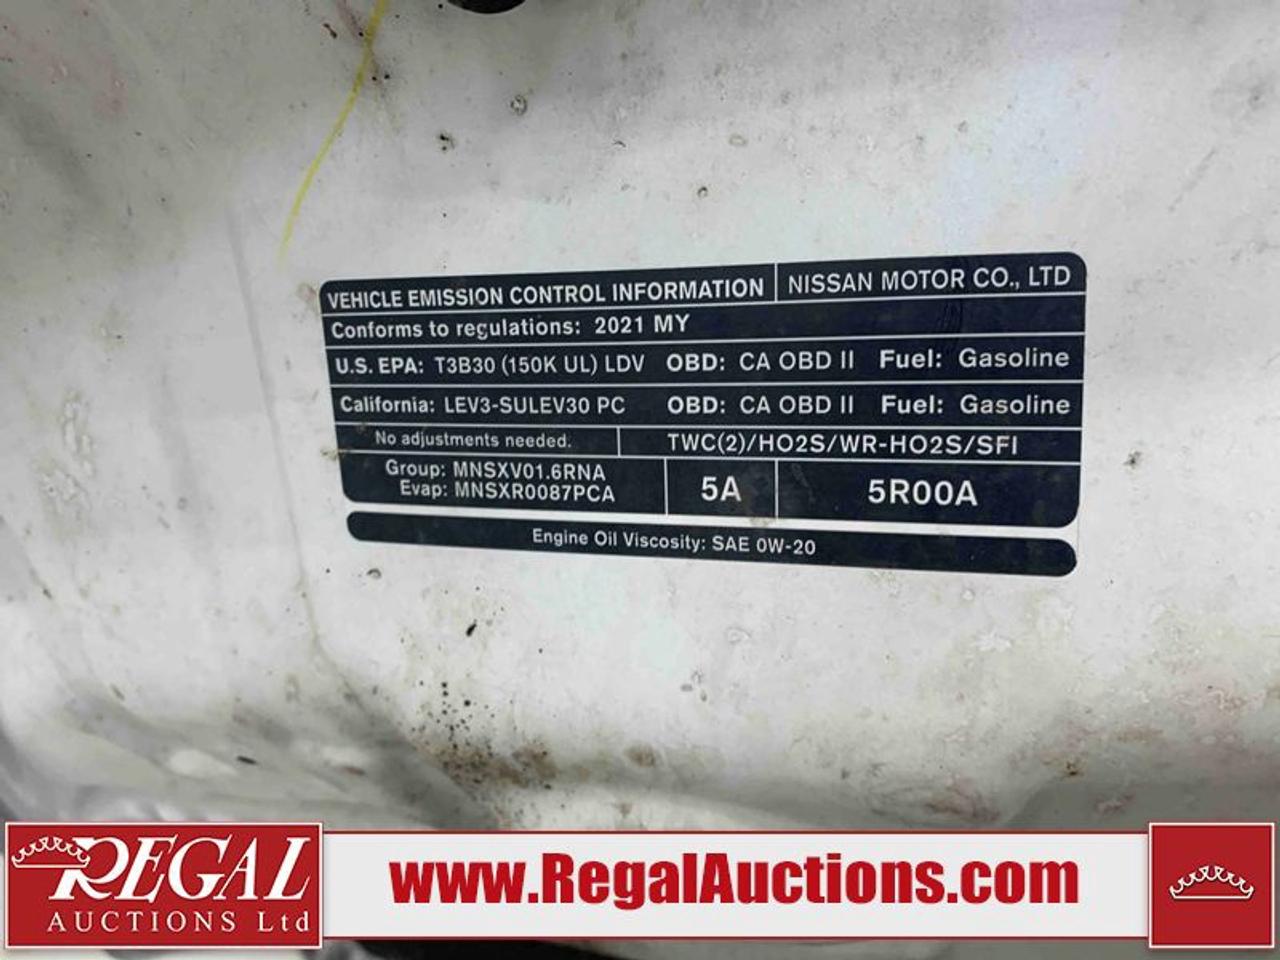 VEHICLE EMISSION CONTROL INFORMATION NISSAN MOTOR CO., LTD
Conforms to regulations: 2021 MY
U.S. EPA: T3B30 (150K UL) LDV OBD: CA OBD II Fuel: Gasoline
California: LEV3-SULEV30 PC OBD: CA OBD II Fuel: Gasoline
No adjustments needed. TWC(2)/HO2S/WR-HO2S/SFI
Group: MNSXV01.6RNA
Evap: MNSXR0087PCA
5A
5R00A
Engine Oil Viscosity: SAE 0W-20
REGAL
AUCTIONS Ltd
www.RegalAuctions.com